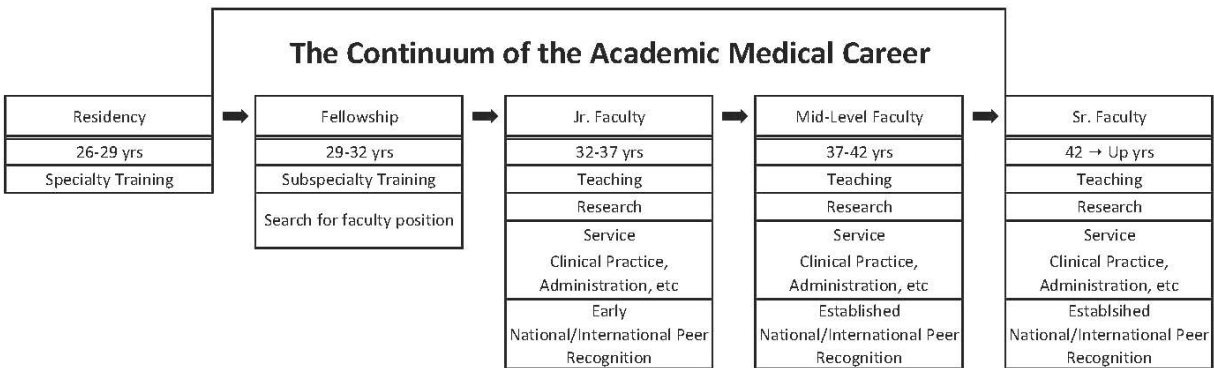 The Continuum of the Academic Medical Career
Residency
26-29 yrs
Specialty Training
Fellowship
29-32 yrs
Subspecialty Training
Search for faculty position
Jr. Faculty
32-37 yrs
Teaching
Research
Service
Clinical Practice,
Administration, etc
Early
National/International Peer
Recognition
Mid-Level Faculty
37-42 yrs
Teaching
Research
Service
Clinical Practice,
Administration, etc
Established
National/International Peer
Recognition
Sr. Faculty
42 → Up yrs
Teaching
Research
Service
Clinical Practice,
Administration, etc
Establsihed
National/International Peer
Recognition